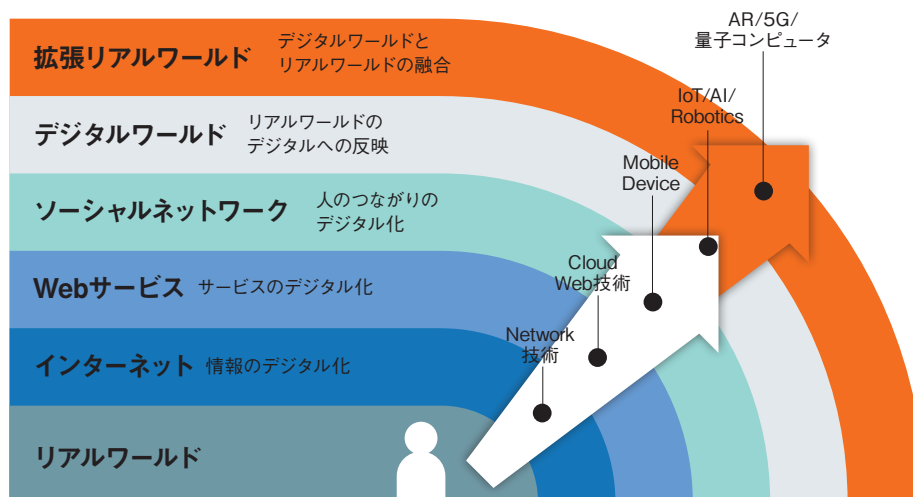 拡張リアルワールド
デジタルワールドと
リアルワールドの融合
デジタルワールド
リアルワールドの
デジタルへの反映
ソーシャルネットワーク
人のつながりの
デジタル化
Webサービス
サービスのデジタル化
インターネット
情報のデジタル化
リアルワールド
AR/5G/
量子コンピュータ
IoT/AI/
Robotics
Mobile
Device
Cloud
Web技術
Network
技術